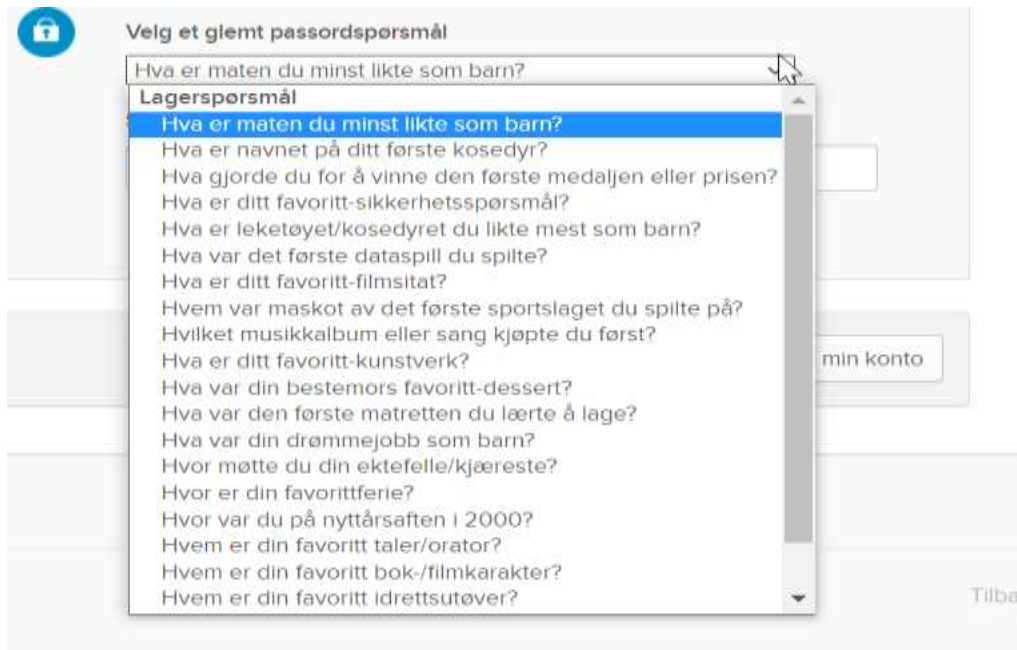 Velg et glemt passordspørsmål
Hva er maten du minst likte som barn?
Lagerspørsmål
Hva er maten du minst likte som barn?
Hva er navnet på ditt første kosedyr?
Hva gjorde du for å vinne den første medaljen eller prisen?
Hva er ditt favoritt-sikkerhetsspørsmål?
Hva er leketøyet/kosedyret du likte mest som barn?
Hva var det første dataspill du spilte?
Hva er ditt favoritt-filmsitat?
Hvem var maskot av det første sportslaget du spilte på?
Hvilket musikkalbum eller sang kjøpte du først?
Hva er ditt favoritt-kunstverk?
min konto
Hva var din bestemors favoritt-dessert?
Hva var den første matretten du lærte å lage?
Hva var din drømmejobb som barn?
Hvor møtte du din ektefelle/kjæreste?
Hvor er din favorittferie?
Hvor var du på nyttårsaften i 2000?
Hvem er din favoritt taler/orator?
Hvem er din favoritt bok-/filmkarakter?
Hvem er din favoritt idrettsutøver?
Tilba